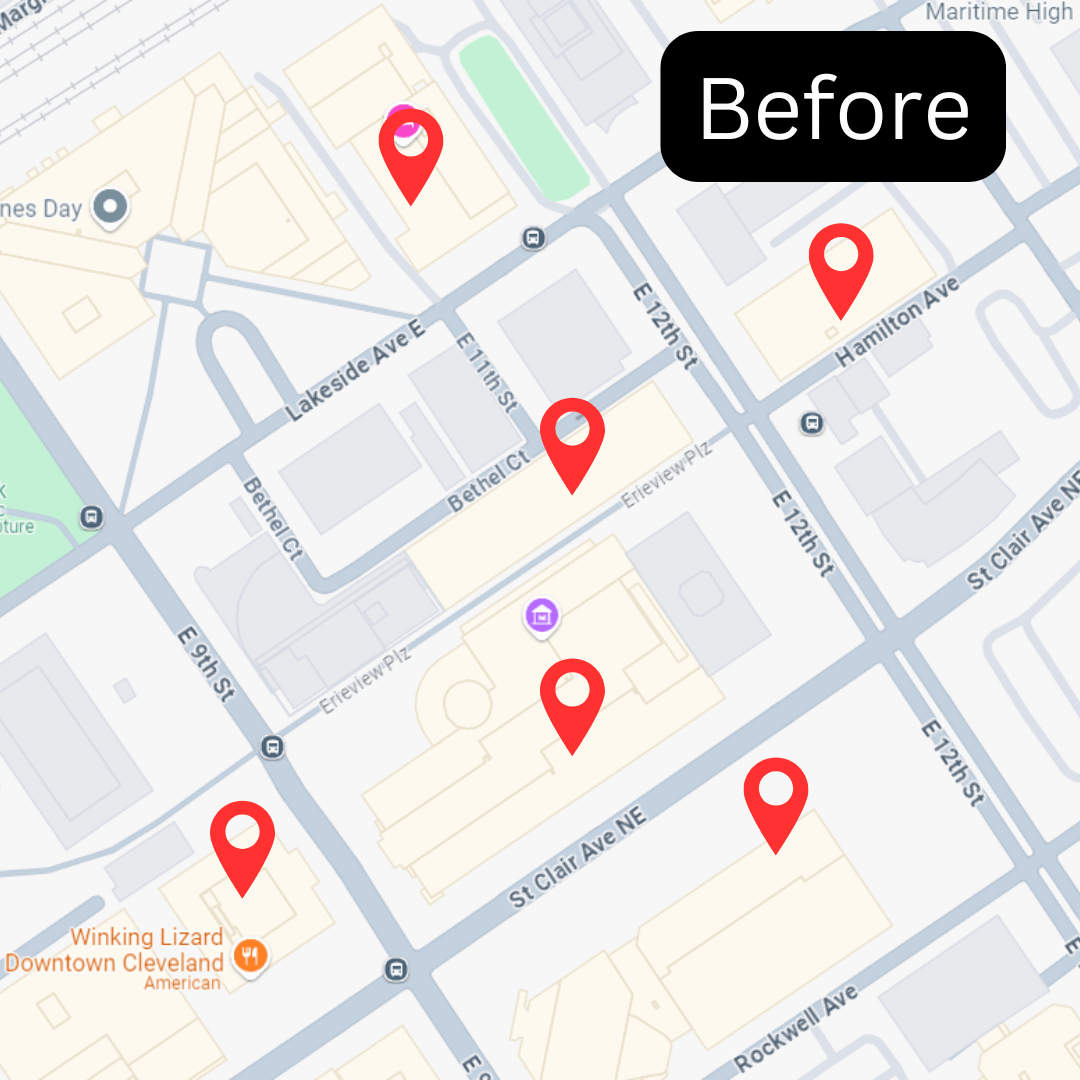 Marg
Maritime High
Before
nes Day
E 12th St
Hamilton Ave
Lakeside Ave E
E 11th St
Bethel Ct
Erieview Plz
Bethel Ct
E 12th St
St Clair Ave NE
E 9th St
Erieview Plz
E 12th St
St Clair Ave NE
Winking Lizard
Downtown Cleveland
American
Rockwell Ave